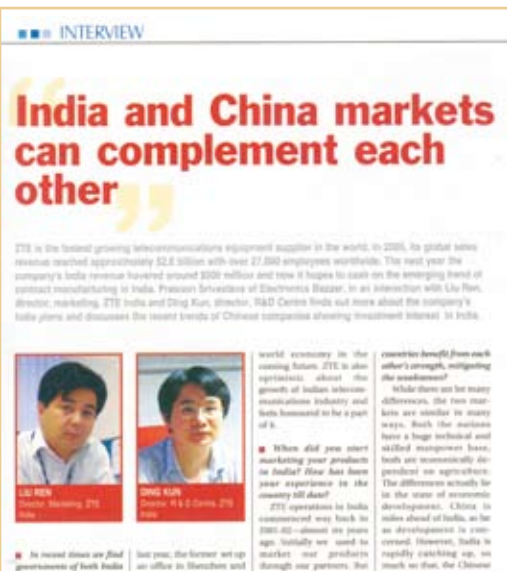 INTERVIEW
“
India and China markets
can complement each
other
”
ZTE is the fastest growing telecommunications equipment supplier in the world. In 2005, its global sales
revenue reached approximately $2.6 billion with over 27,000 employees worldwide. The next year the
company's India revenue hovered around $200 million and now it hopes to cash on the emerging trend of
contract manufacturing in India. Srivastava of Electronics Bazaar, in an interaction with Liu Ren,
director, marketing, ZTE India and Ding Kun, director, R&D Centre finds out more about the company's
India plans and discusses the recent trends of Chinese companies showing investment interest in India.
LIU REN
Director, Marketing, ZTE
India
DING KUN
Director, R & D Centre, ZTE
India
In recent times we find
governments of both India
last year, the former set up
an office in Shenzhen and
world economy in the
coming future. ZTE is also
optimistic about the
growth of Indian telecom-
munications industry and
feels honoured to be a part
of it.
When did you start
marketing your products
in India? How has been
your experience in the
country till date?
ZTE operations in India
commenced way back in
2001-02—almost six years
ago. Initially we used to
market our products
through our partners. But
countries benefit from each
other's strength, mitigating
the weaknesses?
While there are lot many
differences, the two mar-
kets are similar in many
ways. Both the nations
have a huge technical and
skilled manpower base,
both are economically de-
pendent on agriculture.
The differences actually lie
in the state of economic
development. China is
miles ahead of India, as far
as development is con-
cerned. However, India is
rapidly catching up, so
much so that, the Chinese